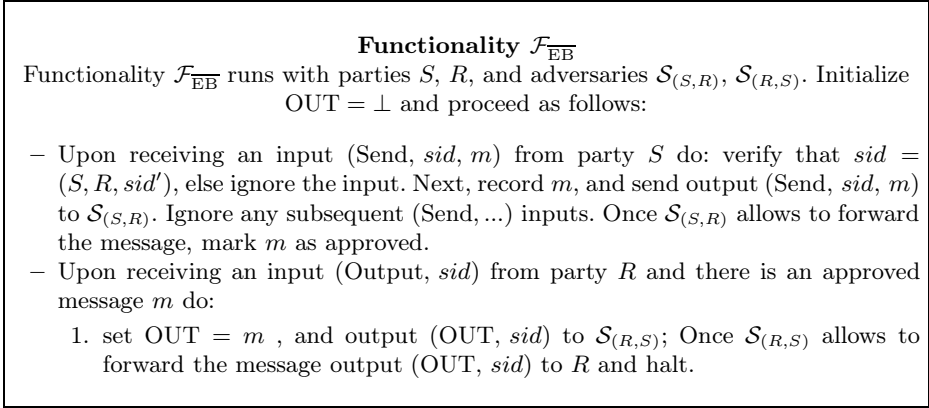 Functionality $\mathcal{F}_{\overline{\mathrm{EB}}}$
Functionality $\mathcal{F}_{\overline{\mathrm{EB}}}$ runs with parties $S$, $R$, and adversaries $\mathcal{S}_{(S,R)}$, $\mathcal{S}_{(R,S)}$. Initialize
OUT = ⊥ and proceed as follows:
– Upon receiving an input (Send, $sid$, $m$) from party $S$ do: verify that $sid$ =
$(S, R, sid')$, else ignore the input. Next, record $m$, and send output (Send, $sid$, $m$)
to $\mathcal{S}_{(S,R)}$. Ignore any subsequent (Send, ...) inputs. Once $\mathcal{S}_{(S,R)}$ allows to forward
the message, mark $m$ as approved.
– Upon receiving an input (Output, $sid$) from party $R$ and there is an approved
message $m$ do:
1. set OUT = $m$ , and output (OUT, $sid$) to $\mathcal{S}_{(R,S)}$; Once $\mathcal{S}_{(R,S)}$ allows to
forward the message output (OUT, $sid$) to $R$ and halt.